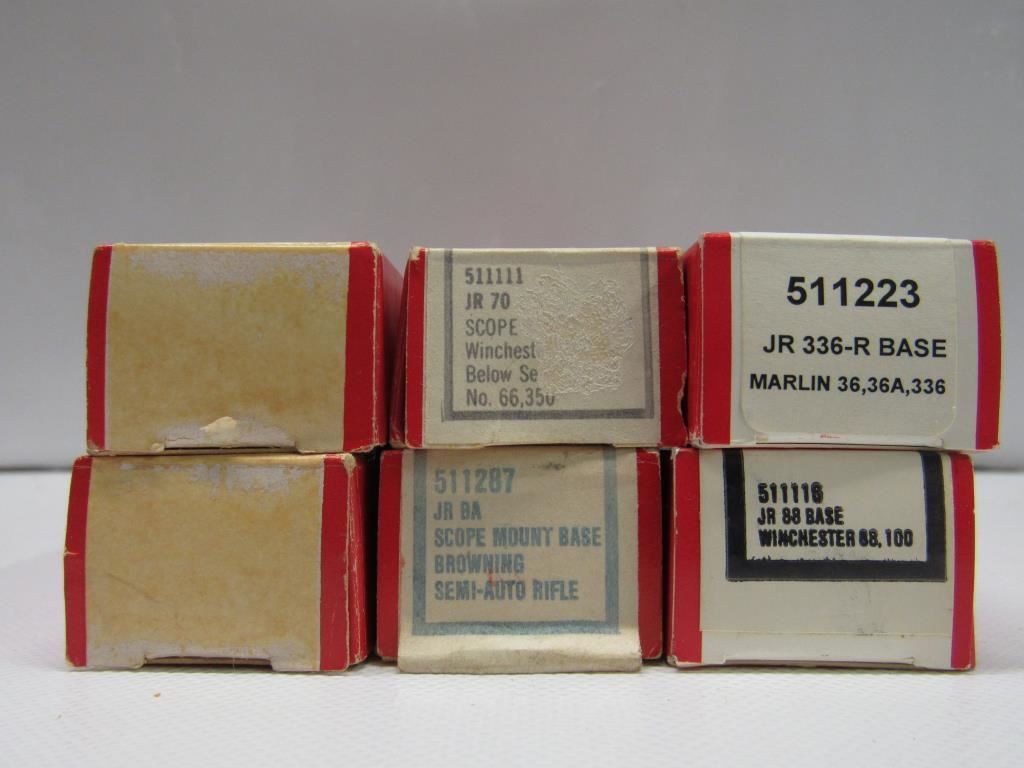 511111
JR 70
SCOPE
Winchest
Below Se
No. 66,350
511223
JR 336-R BASE
MARLIN 36,36A,336
511287
JR BA
SCOPE MOUNT BASE
BROWNING
SEMI-AUTO RIFLE
511116
JR 88 BASE
WINCHESTER 88, 100